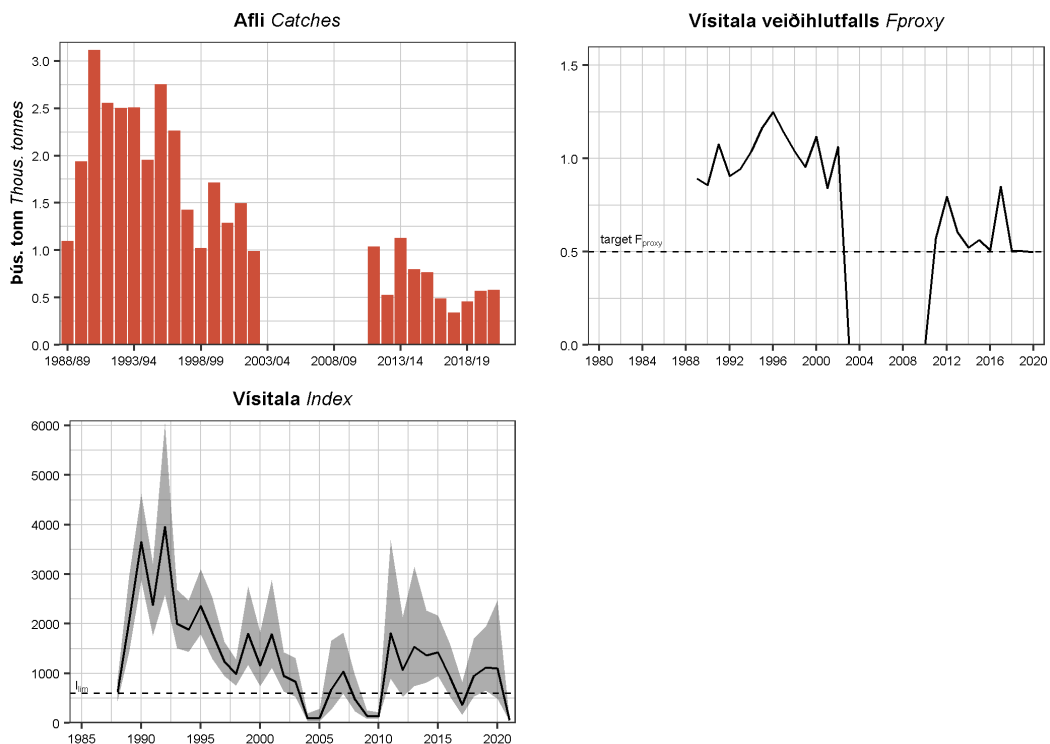 Afli Catches
Þús. tonn Thous. tonnes
3.0
2.5
2.0
1.5
1.0
0.5
0.0
1988/89 1993/94 1998/99 2003/04 2008/09 2013/14 2018/19
Vísitala veiðihlutfalls Fproxy
1.5
1.0
0.5
0.0
target Fproxy
1980 1984 1988 1992 1996 2000 2004 2008 2012 2016 2020
Vísitala Index
6000
5000
4000
3000
2000
1000
0
Ilim
1985 1990 1995 2000 2005 2010 2015 2020